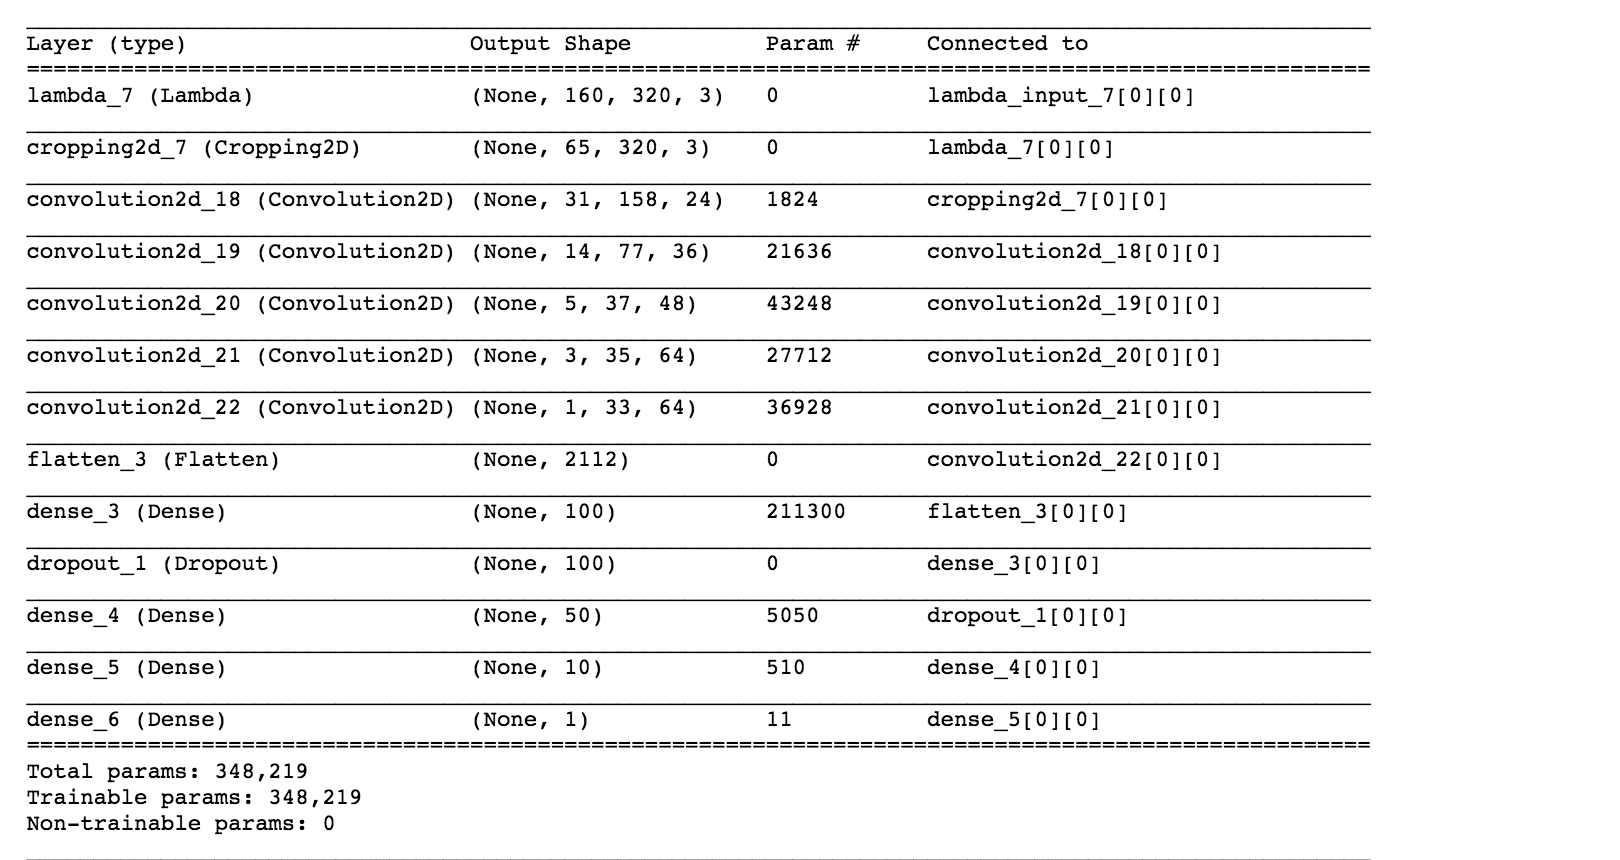 Layer (type) Output Shape Param # Connected to
lambda_7 (Lambda) (None, 160, 320, 3) 0 lambda_input_7[0][0]
cropping2d_7 (Cropping2D) (None, 65, 320, 3) 0 lambda_7[0][0]
convolution2d_18 (Convolution2D) (None, 31, 158, 24) 1824 cropping2d_7[0][0]
convolution2d_19 (Convolution2D) (None, 14, 77, 36) 21636 convolution2d_18[0][0]
convolution2d_20 (Convolution2D) (None, 5, 37, 48) 43248 convolution2d_19[0][0]
convolution2d_21 (Convolution2D) (None, 3, 35, 64) 27712 convolution2d_20[0][0]
convolution2d_22 (Convolution2D) (None, 1, 33, 64) 36928 convolution2d_21[0][0]
flatten_3 (Flatten) (None, 2112) 0 convolution2d_22[0][0]
dense_3 (Dense) (None, 100) 211300 flatten_3[0][0]
dropout_1 (Dropout) (None, 100) 0 dense_3[0][0]
dense_4 (Dense) (None, 50) 5050 dropout_1[0][0]
dense_5 (Dense) (None, 10) 510 dense_4[0][0]
dense_6 (Dense) (None, 1) 11 dense_5[0][0]
Total params: 348,219
Trainable params: 348,219
Non-trainable params: 0